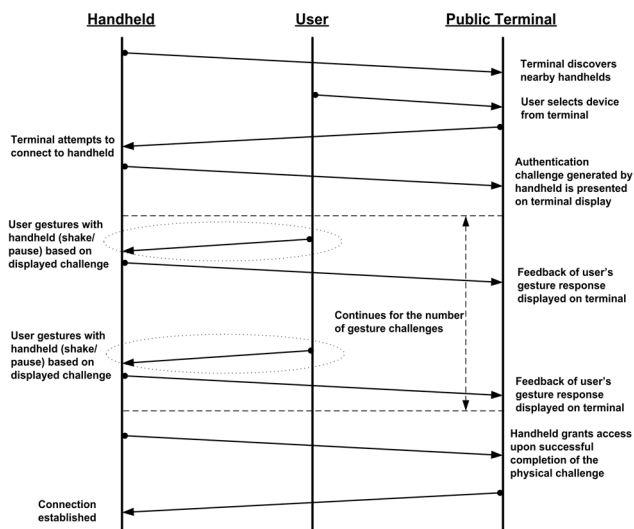 Handheld
User
Public Terminal
Terminal discovers
nearby handhelds
User selects device
from terminal
Terminal attempts to
connect to handheld
Authentication
challenge generated by
handheld is presented
on terminal display
User gestures with
handheld (shake/
pause) based on
displayed challenge
Feedback of user's
gesture response
displayed on terminal
Continues for the number
of gesture challenges
User gestures with
handheld (shake/
pause) based on
displayed challenge
Feedback of user's
gesture response
displayed on terminal
Handheld grants access
upon successful
completion of the
physical challenge
Connection
established